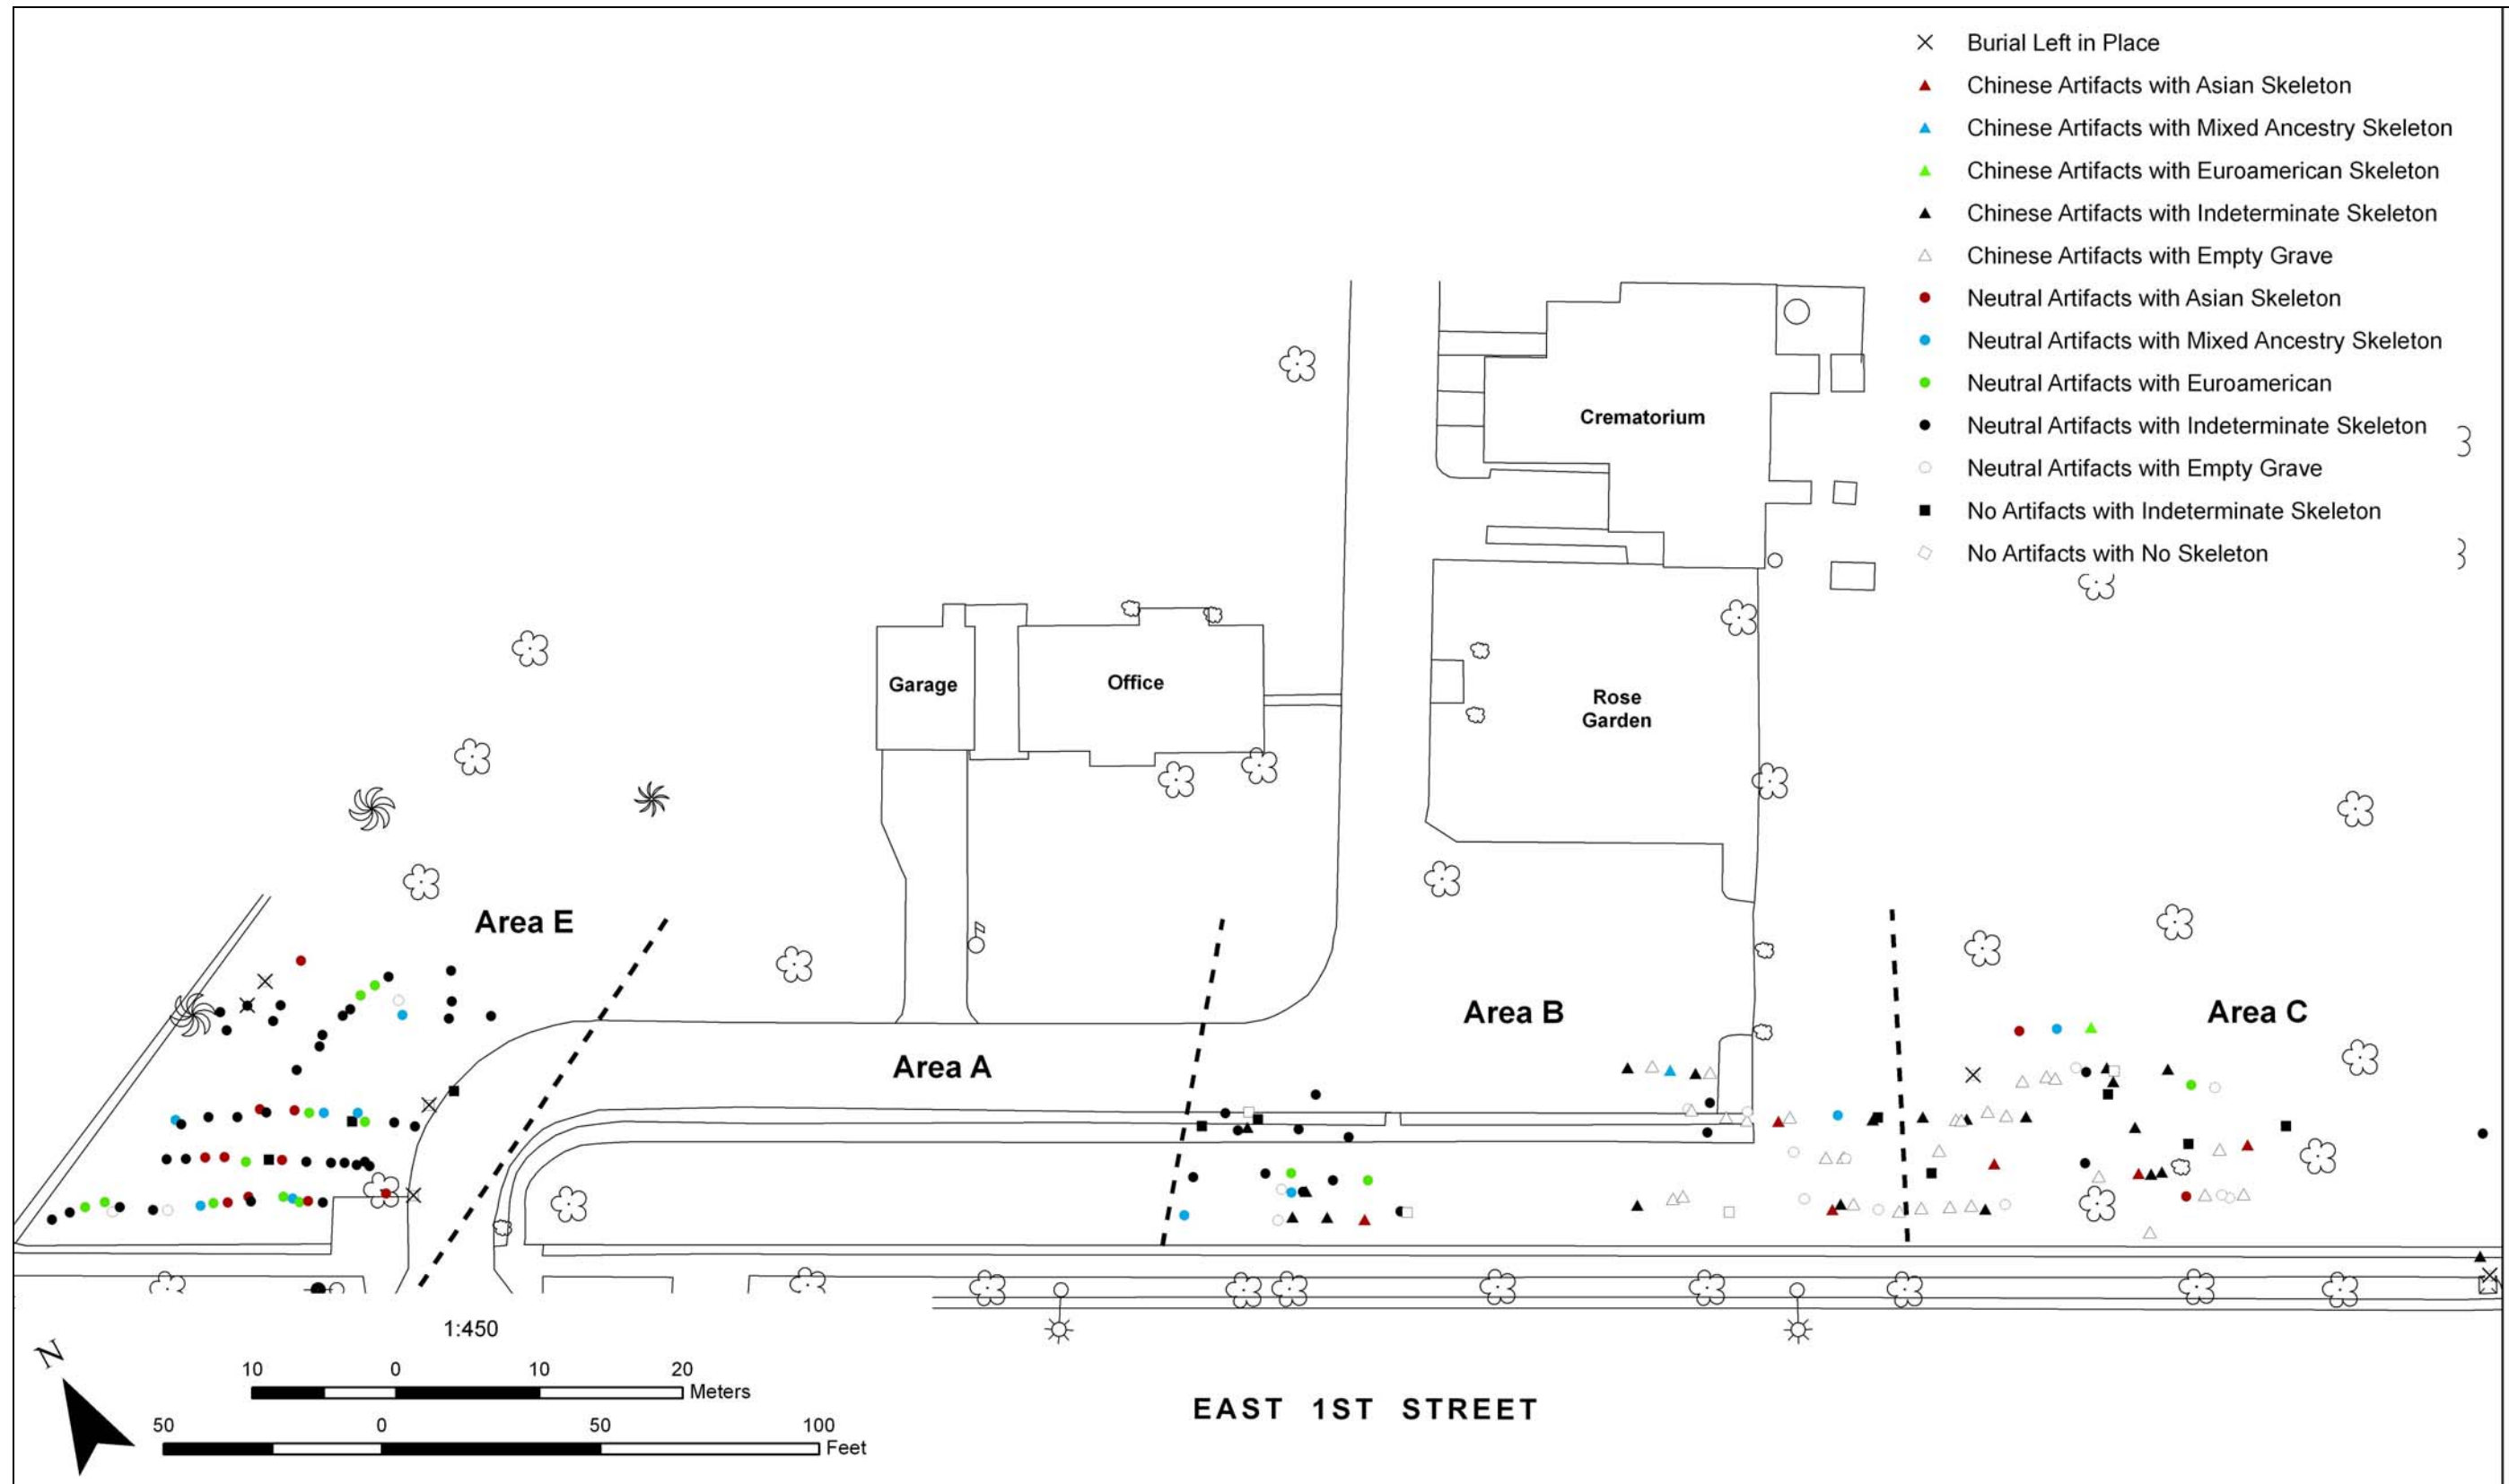 Burial Left in Place
Chinese Artifacts with Asian Skeleton
Chinese Artifacts with Mixed Ancestry Skeleton
Chinese Artifacts with Euroamerican Skeleton
Chinese Artifacts with Indeterminate Skeleton
Chinese Artifacts with Empty Grave
Neutral Artifacts with Asian Skeleton
Neutral Artifacts with Mixed Ancestry Skeleton
Neutral Artifacts with Euroamerican
Neutral Artifacts with Indeterminate Skeleton
Neutral Artifacts with Empty Grave
No Artifacts with Indeterminate Skeleton
No Artifacts with No Skeleton
Crematorium
Garage
Office
Rose
Garden
Area E
Area A
Area B
Area C
1:450
N
10 0 10 20
Meters
50 0 50 100
Feet
EAST 1ST STREET